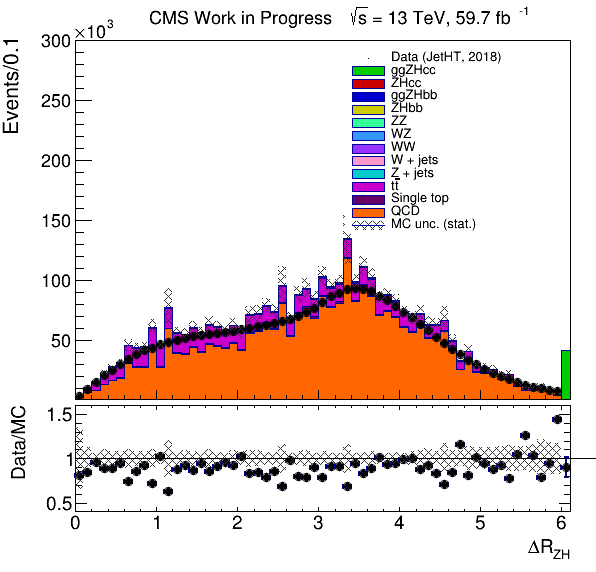 CMS Work in Progress √s = 13 TeV, 59.7 fb⁻¹
×10³
Events/0.1
300
250
200
150
100
50
Data (JetHT, 2018)
ggZHcc
ZHcc
ggZHbb
ZHbb
ZZ
WZ
WW
W + jets
Z + jets
tt̄
Single top
QCD
MC unc. (stat.)
Data/MC
1.5
1
0.5
0 1 2 3 4 5 6
ΔR_ZH